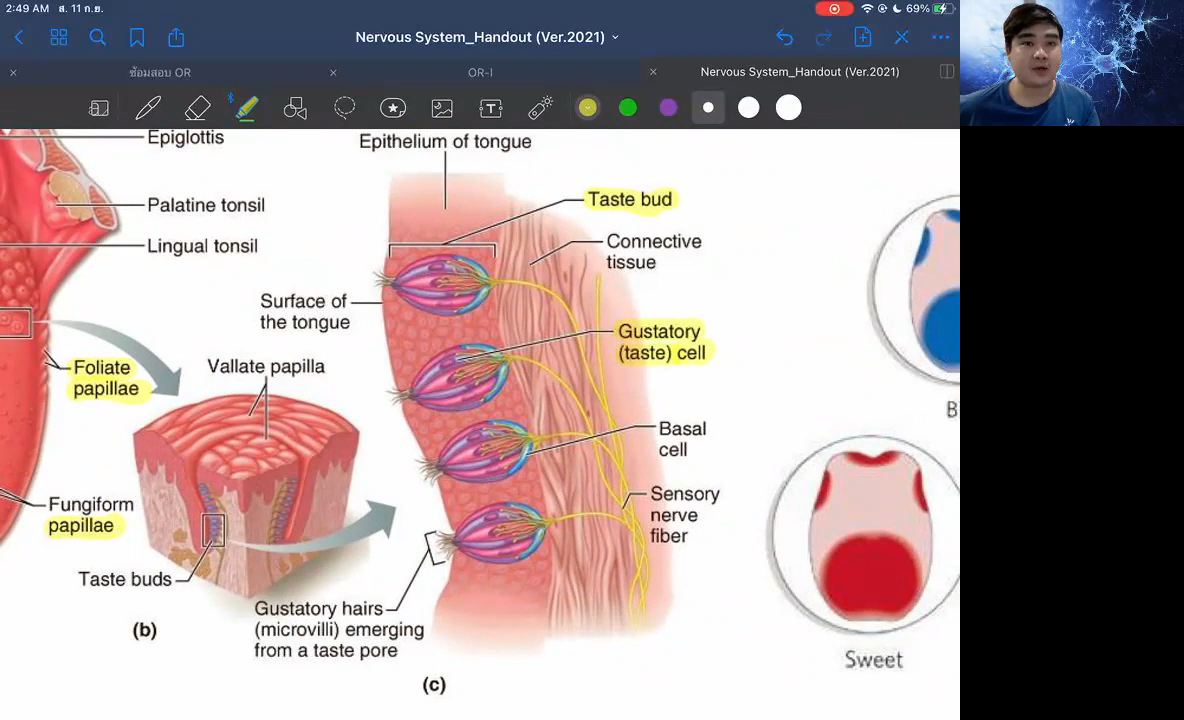 2:49 AM ส. 11 ก.ย.
69%
Nervous System_Handout (Ver.2021)
ซ้อมสอบ OR
OR-I
Nervous System_Handout (Ver.2021)
Epiglottis
Palatine tonsil
Lingual tonsil
Foliate
papillae
Fungiform
papillae
Vallate papilla
Taste buds
(b)
Epithelium of tongue
Taste bud
Connective
tissue
Surface of
the tongue
Gustatory
(taste) cell
Basal
cell
Sensory
nerve
fiber
Gustatory hairs
(microvilli) emerging
from a taste pore
(c)
B
Sweet